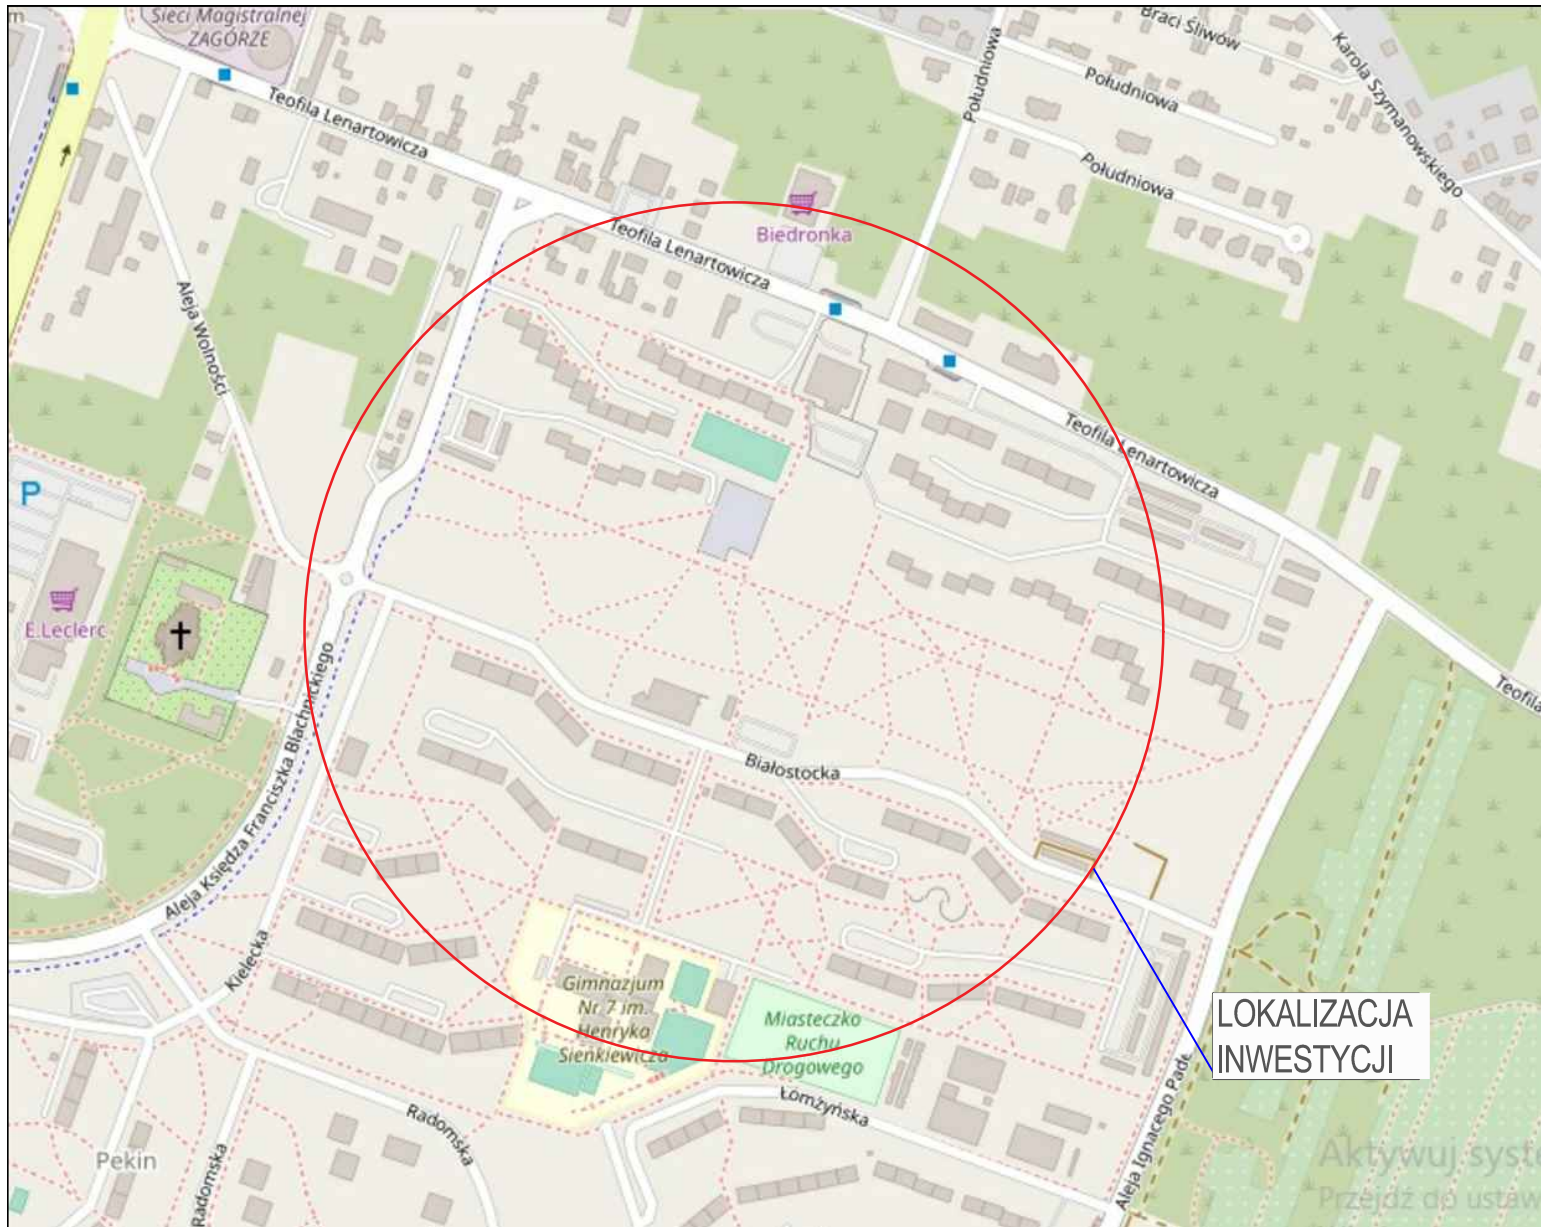 Sieci Magistralnej
ZAGÓRZE
Braci Śliwów
Karola Szymanowskiego
Południowa
Południowa
Południowa
Teofila Lenartowicza
Teofila Lenartowicza
Biedronka
Aleja Wolności
Teofila Lenartowicza
P
E.Leclerc
Aleja Księdza Franciszka Blachnickiego
Białostocka
Teofila
Kielecka
Gimnazjum
Nr 7 im.
Henryka
Sienkiewicza
Miasteczko
Ruchu
Drogowego
LOKALIZACJA
INWESTYCJI
Łomżyńska
Radomska
Radomska
Pekin
Aleja Ignacego Pade
Aktywuj syste
Przejdź do ustaw